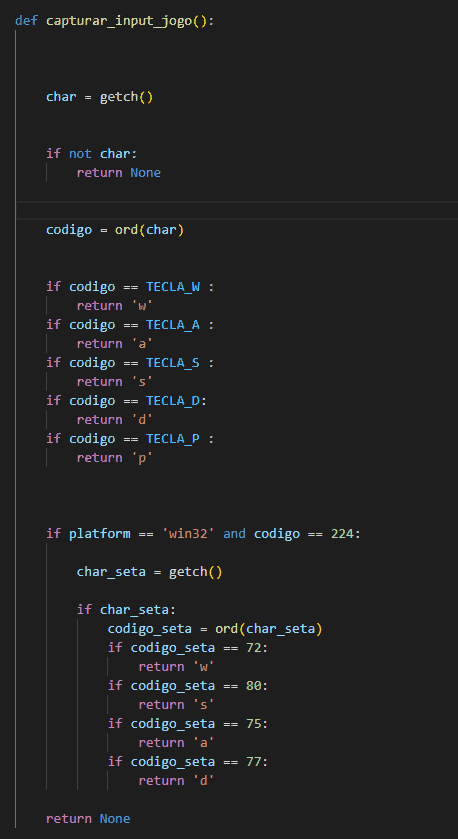 def capturar_input_jogo():
char = getch()
if not char:
return None
codigo = ord(char)
if codigo == TECLA_W :
return 'w'
if codigo == TECLA_A :
return 'a'
if codigo == TECLA_S :
return 's'
if codigo == TECLA_D:
return 'd'
if codigo == TECLA_P :
return 'p'
if platform == 'win32' and codigo == 224:
char_seta = getch()
if char_seta:
codigo_seta = ord(char_seta)
if codigo_seta == 72:
return 'w'
if codigo_seta == 80:
return 's'
if codigo_seta == 75:
return 'a'
if codigo_seta == 77:
return 'd'
return None